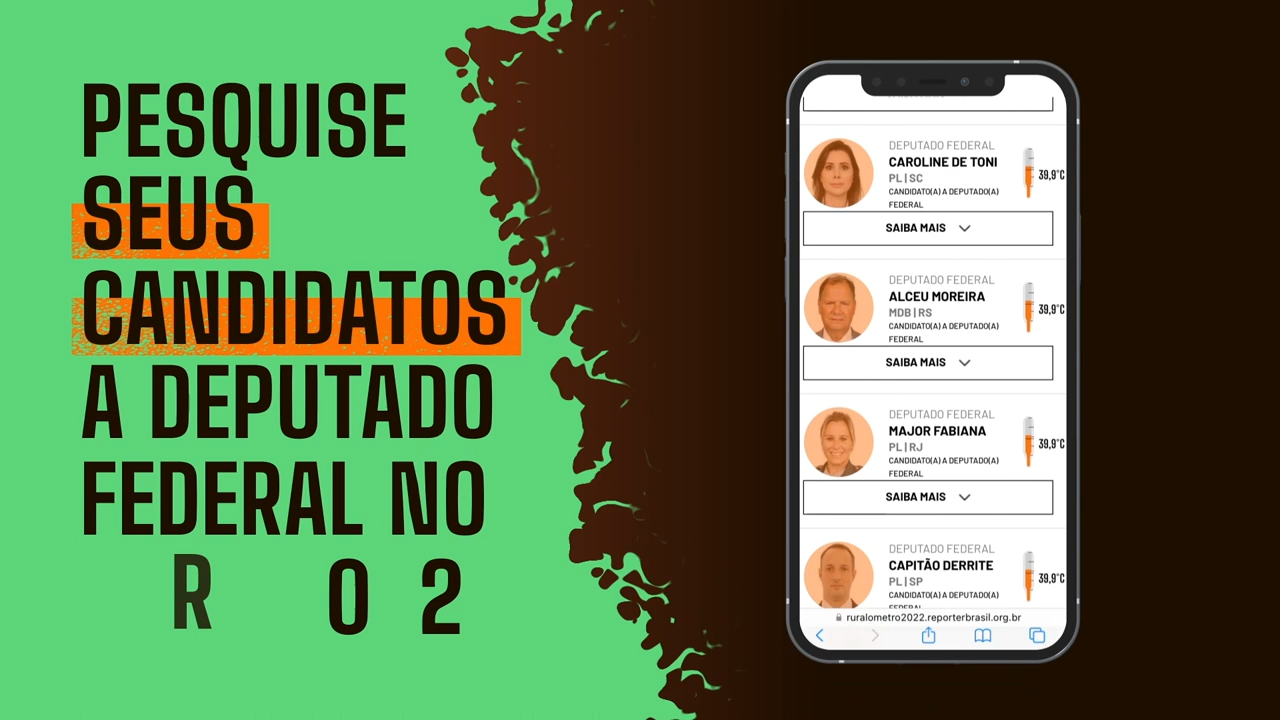 PESQUISE
SEUS
CANDIDATOS
A DEPUTADO
FEDERAL NO
R O 2
DEPUTADO FEDERAL
CAROLINE DE TONI
PL | SC
CANDIDATO(A) A DEPUTADO(A)
FEDERAL
39,9°C
SAIBA MAIS
DEPUTADO FEDERAL
ALCEU MOREIRA
MDB | RS
CANDIDATO(A) A DEPUTADO(A)
FEDERAL
39,9°C
SAIBA MAIS
DEPUTADO FEDERAL
MAJOR FABIANA
PL | RJ
CANDIDATO(A) A DEPUTADO(A)
FEDERAL
39,9°C
SAIBA MAIS
DEPUTADO FEDERAL
CAPITÃO DERRITE
PL | SP
CANDIDATO(A) A DEPUTADO(A)
FEDERAL
39,9°C
ruralometro2022.reporterbrasil.org.br